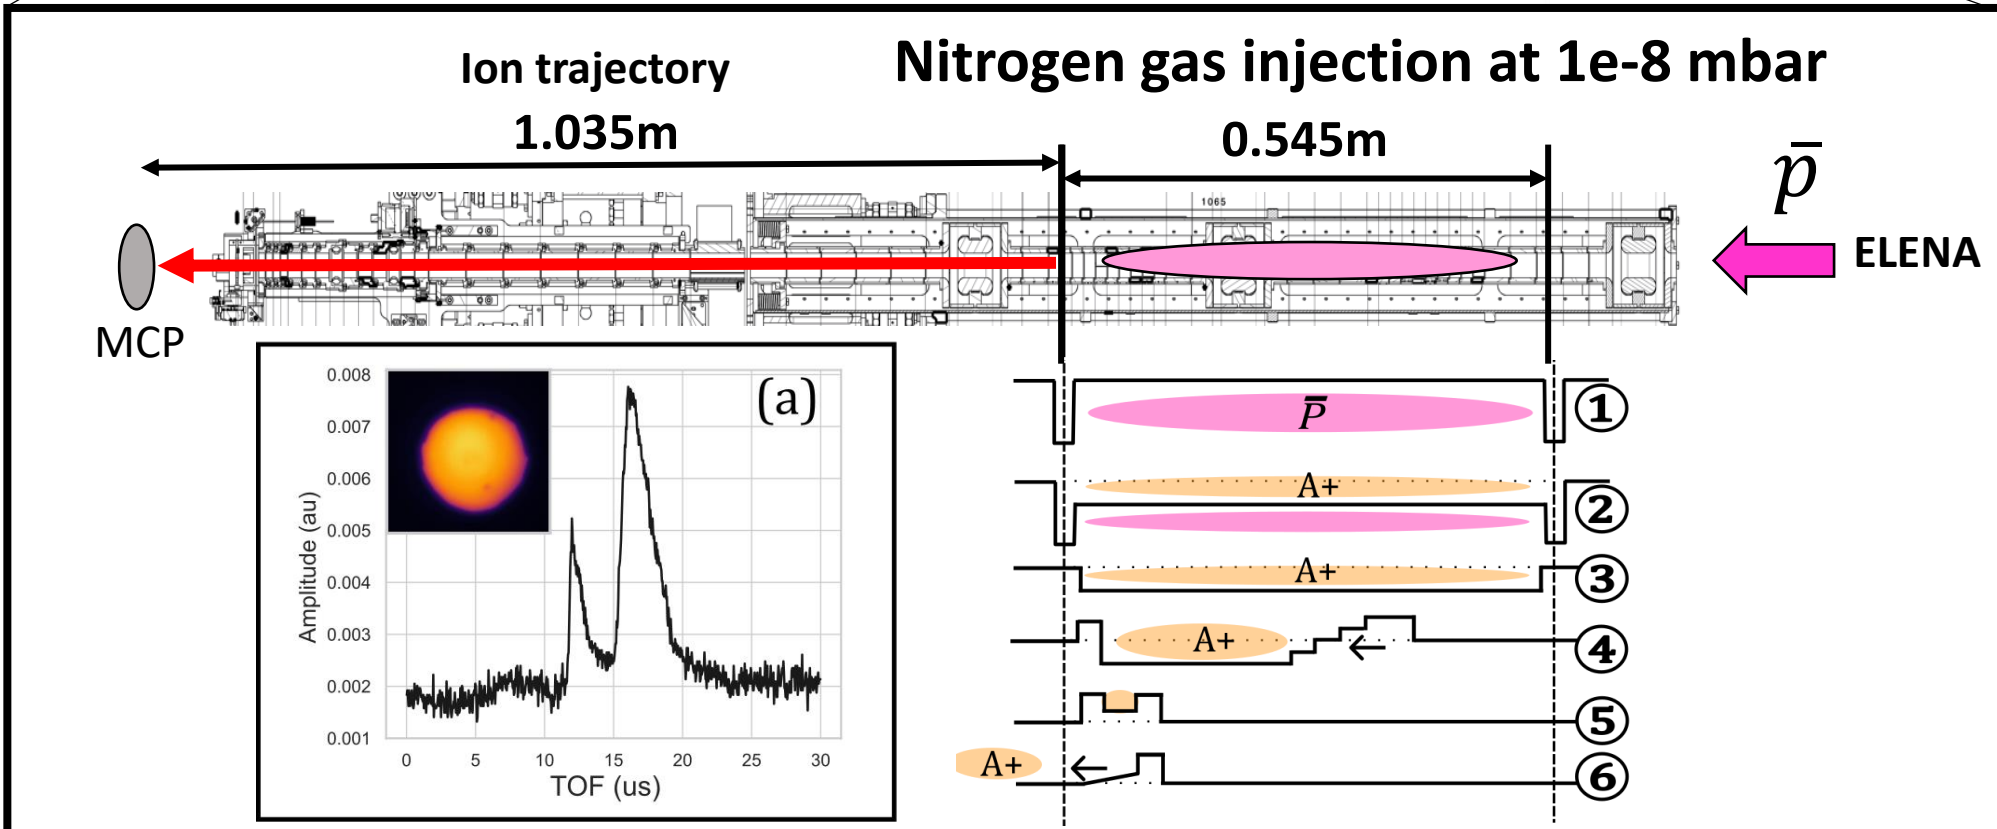 Ion trajectory
Nitrogen gas injection at 1e-8 mbar
1.035m
0.545m
p̄
1065
ELENA
MCP
(a)
0.008
0.007
0.006
0.005
0.004
0.003
0.002
0.001
Amplitude (au)
0 5 10 15 20 25 30
TOF (us)
P̄
①
A+
②
A+
③
A+
④
⑤
A+
⑥